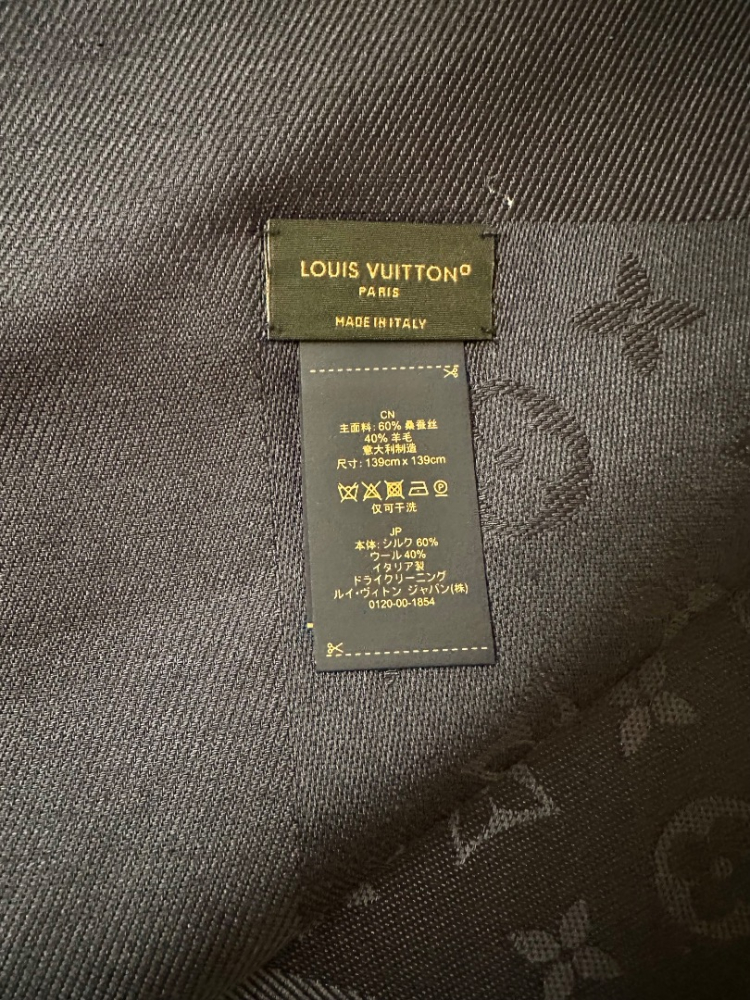 LOUIS VUITTON
PARIS
MADE IN ITALY
CN
主面料: 60% 桑蚕丝
40% 羊毛
意大利制造
尺寸: 139cm x 139cm
P
仅可干洗
JP
本体: シルク 60%
ウール 40%
イタリア製
ドライクリーニング
ルイ・ヴィトン ジャパン(株)
0120-00-1854